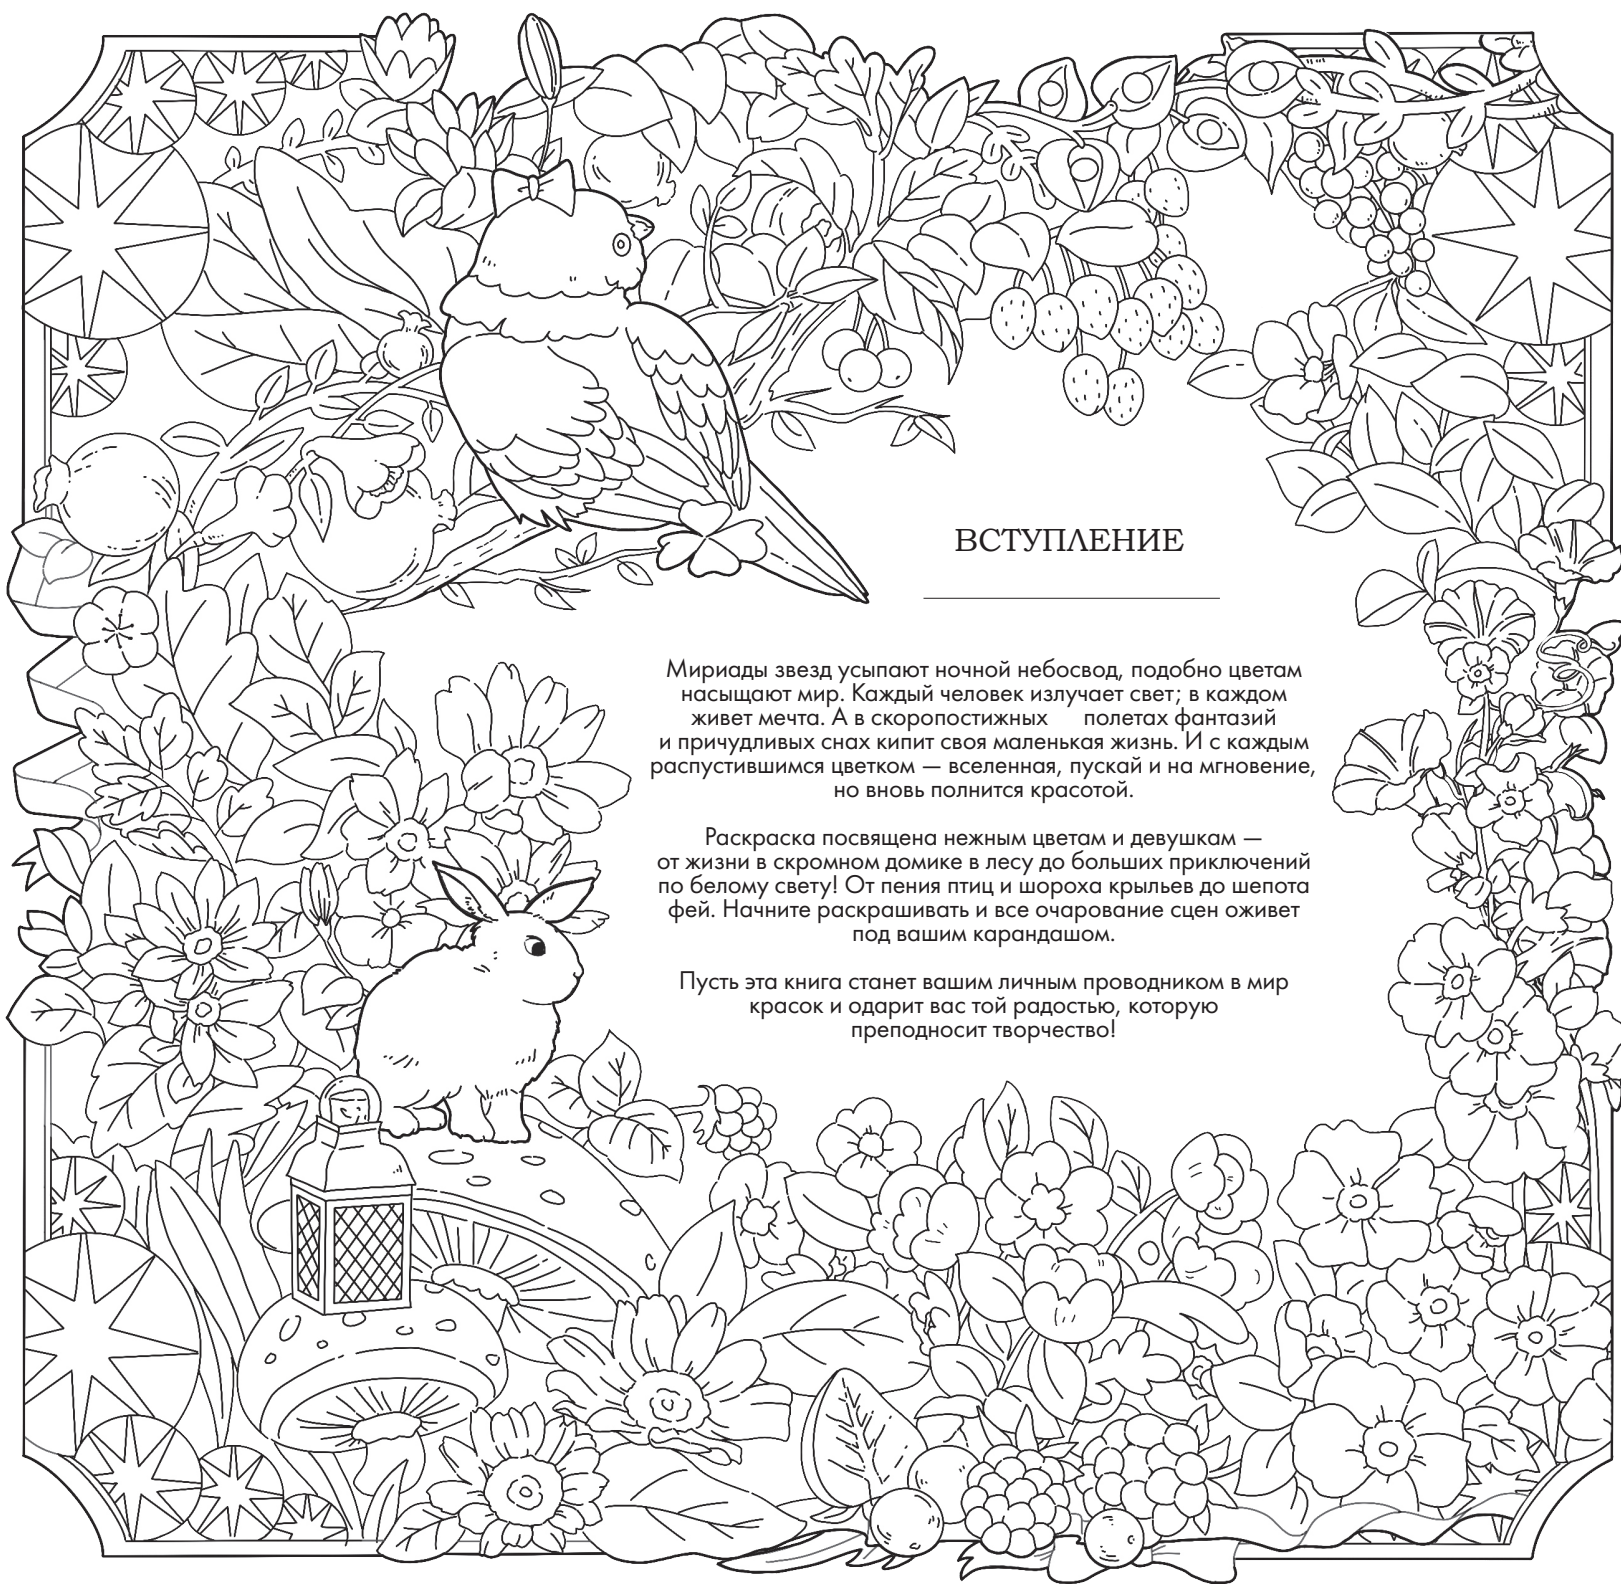 ВСТУПЛЕНИЕ
Мириады звезд усыпают ночной небосвод, подобно цветам
насыщают мир. Каждый человек излучает свет; в каждом
живет мечта. А в скоропостижных полетах фантазий
и причудливых снах кипит своя маленькая жизнь. И с каждым
распустившимся цветком — вселенная, пускай и на мгновение,
но вновь полнится красотой.
Раскраска посвящена нежным цветам и девушкам —
от жизни в скромном домике в лесу до больших приключений
по белому свету! От пения птиц и шороха крыльев до шепота
фей. Начните раскрашивать и все очарование сцен оживет
под вашим карандашом.
Пусть эта книга станет вашим личным проводником в мир
красок и одарит вас той радостью, которую
преподносит творчество!